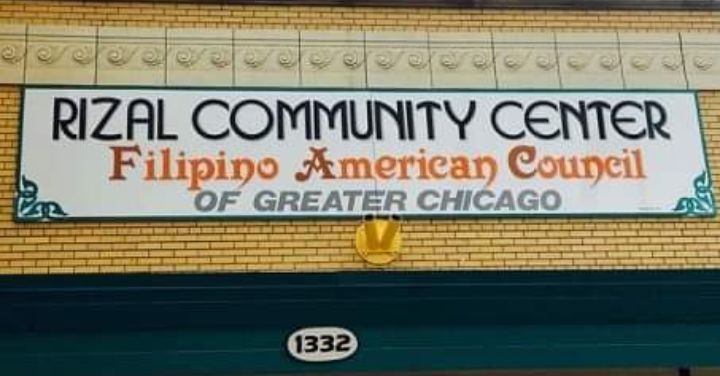 RIZAL COMMUNITY CENTER
Filipino American Council
OF GREATER CHICAGO
1332